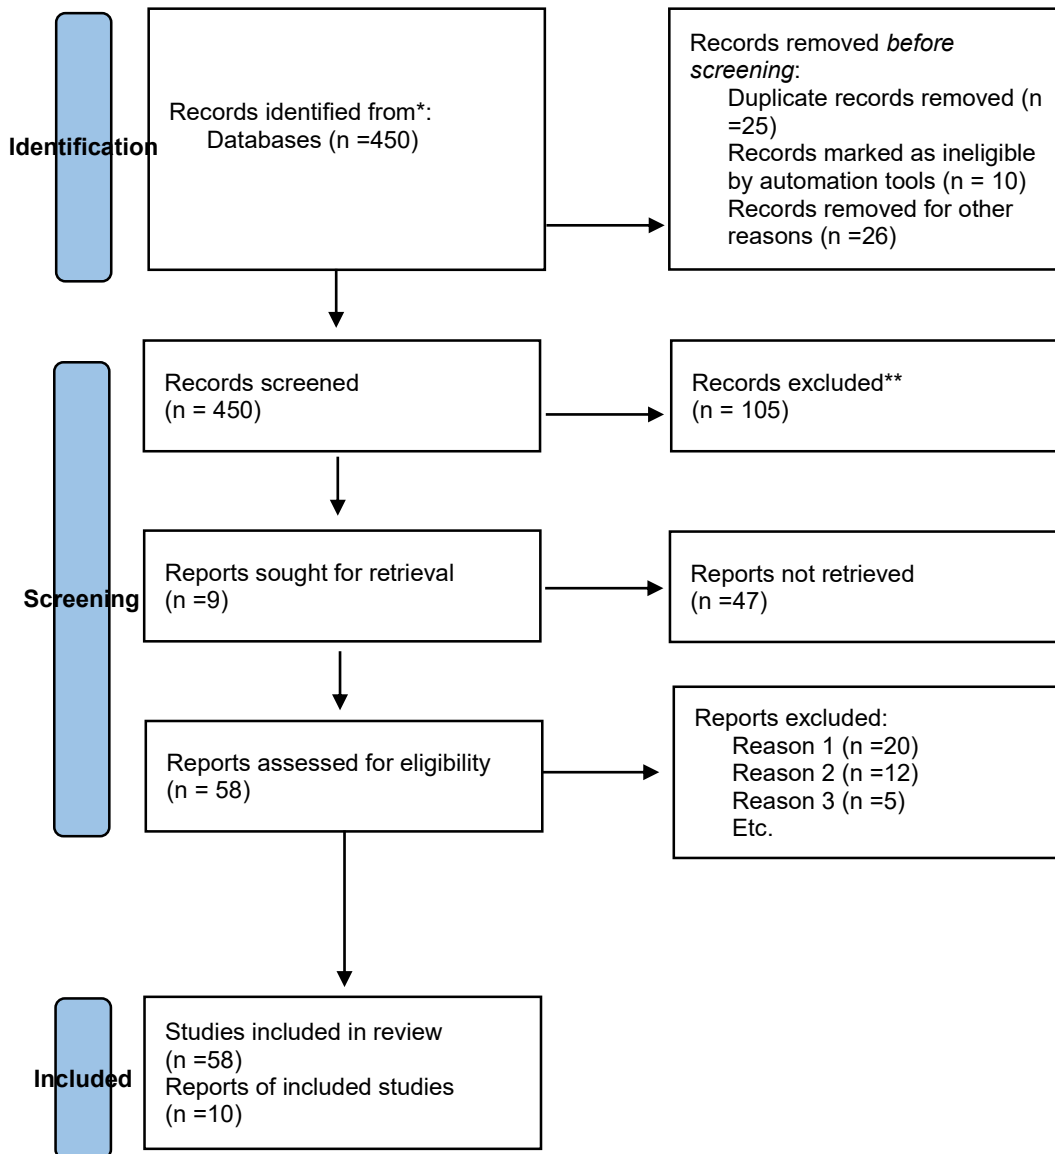 Identification
Records identified from*:
Databases (n =450)
Records removed before
screening:
Duplicate records removed (n
=25)
Records marked as ineligible
by automation tools (n = 10)
Records removed for other
reasons (n =26)
Screening
Records screened
(n = 450)
Records excluded**
(n = 105)
Reports sought for retrieval
(n =9)
Reports not retrieved
(n =47)
Reports assessed for eligibility
(n = 58)
Reports excluded:
Reason 1 (n =20)
Reason 2 (n =12)
Reason 3 (n =5)
Etc.
Included
Studies included in review
(n =58)
Reports of included studies
(n =10)